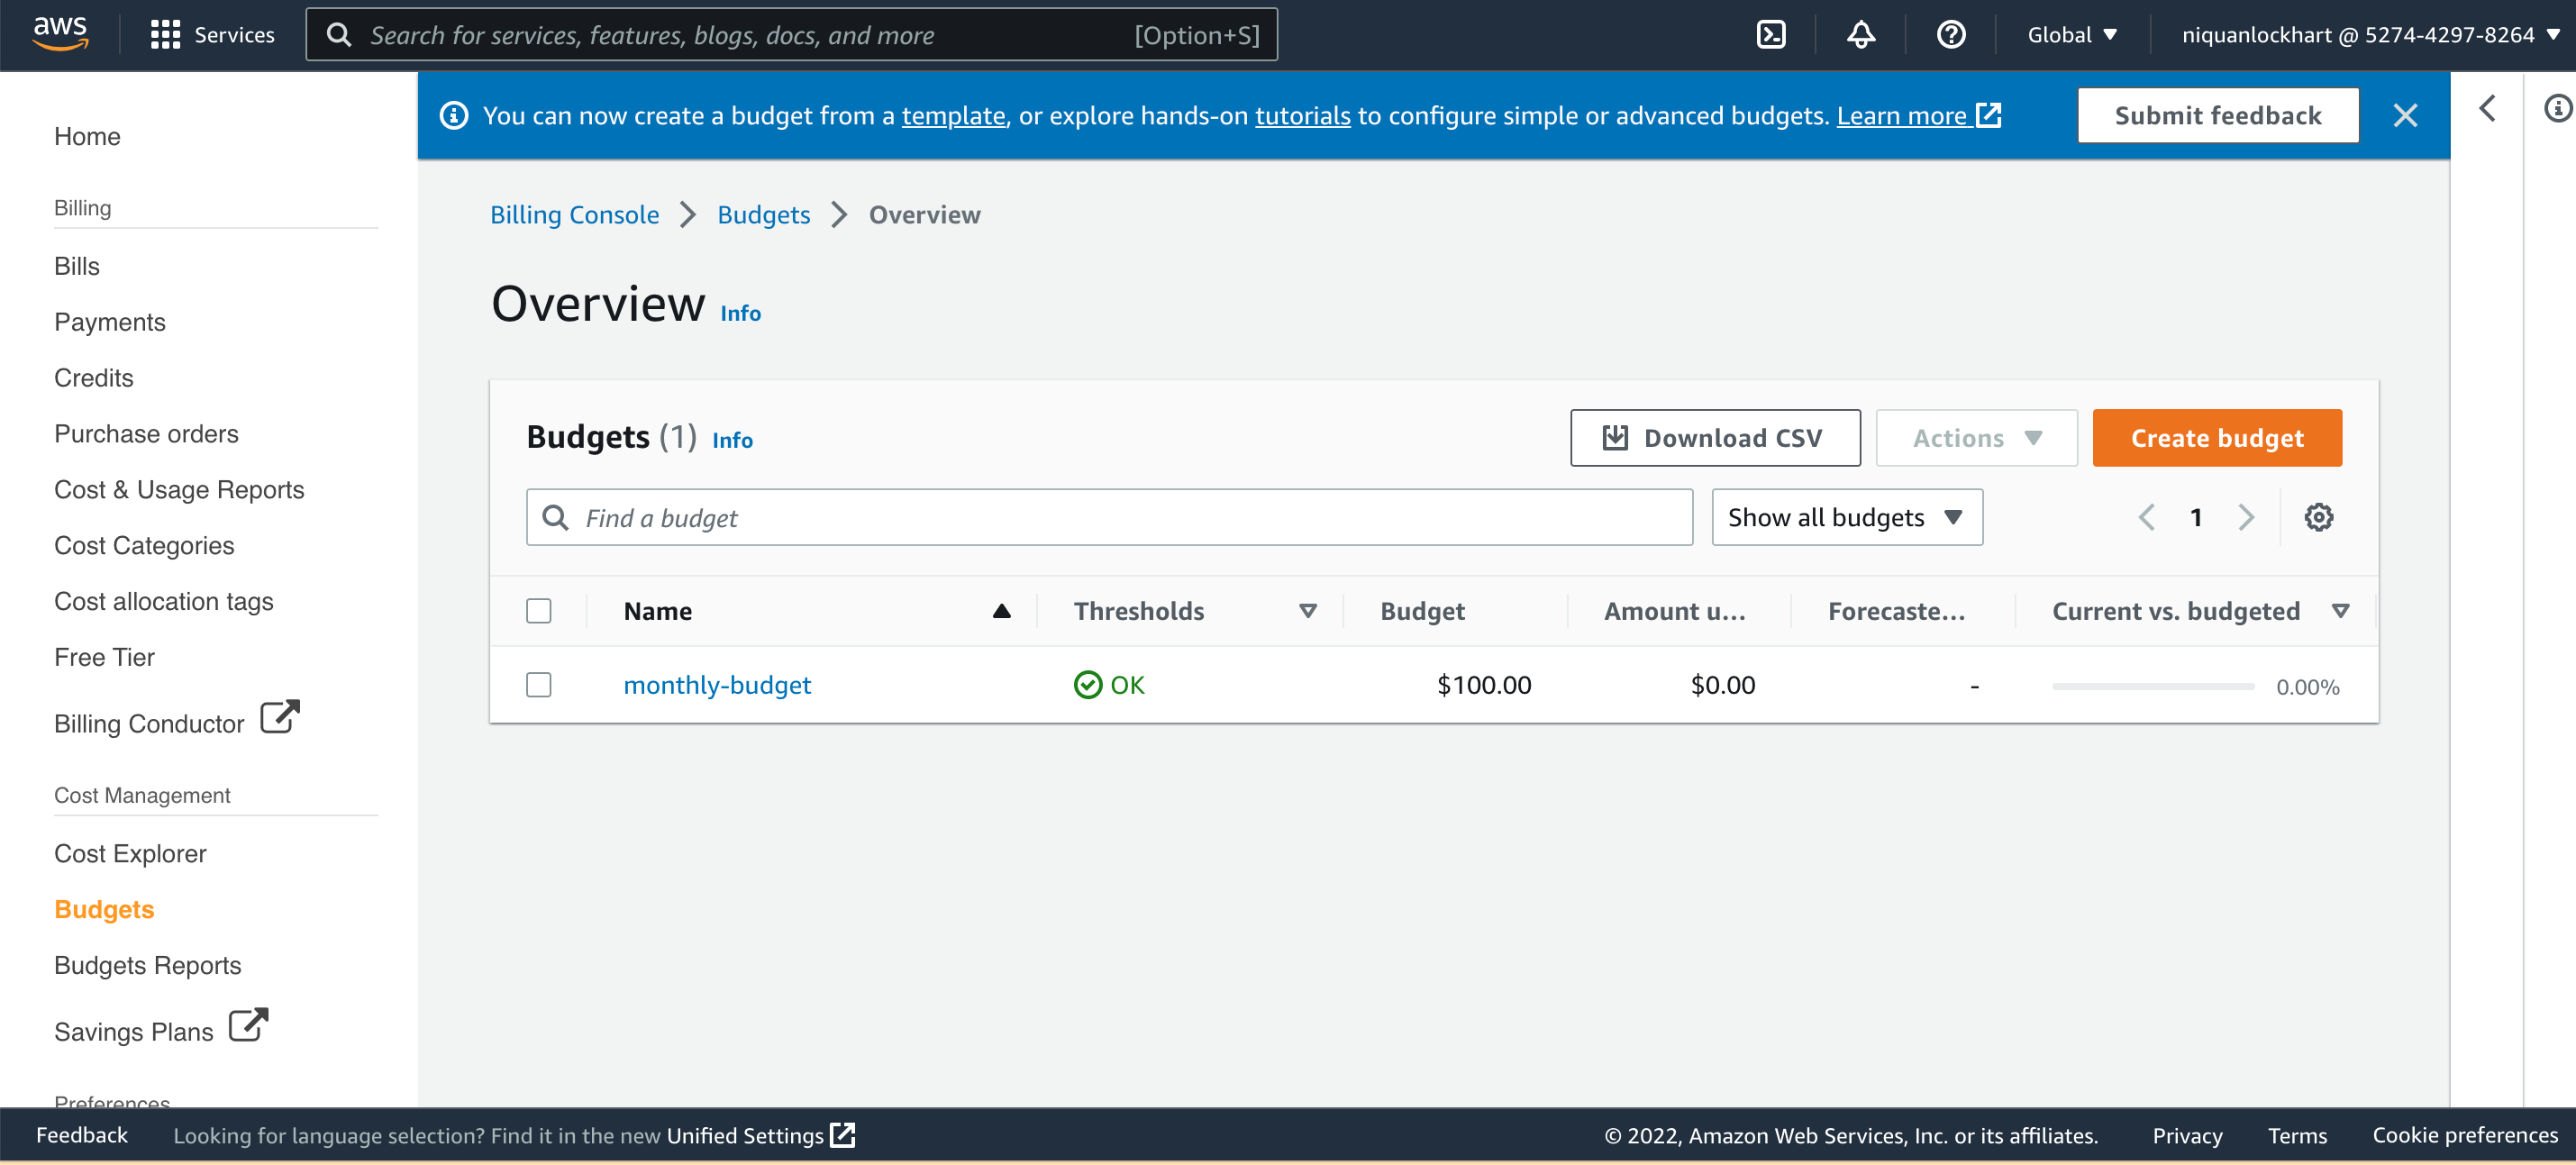 aws
Services
Search for services, features, blogs, docs, and more
[Option+S]
Global
niquanlockhart @ 5274-4297-8264
You can now create a budget from a template, or explore hands-on tutorials to configure simple or advanced budgets. Learn more
Submit feedback
Home
Billing
Bills
Payments
Credits
Purchase orders
Cost & Usage Reports
Cost Categories
Cost allocation tags
Free Tier
Billing Conductor
Cost Management
Cost Explorer
Budgets
Budgets Reports
Savings Plans
Preferences
Billing Console > Budgets > Overview
Overview Info
Budgets (1) Info
Download CSV
Actions
Create budget
Find a budget
Show all budgets
1
Name Thresholds Budget Amount u... Forecaste... Current vs. budgeted
monthly-budget OK $100.00 $0.00 - 0.00%
Feedback
Looking for language selection? Find it in the new Unified Settings
© 2022, Amazon Web Services, Inc. or its affiliates.
Privacy
Terms
Cookie preferences